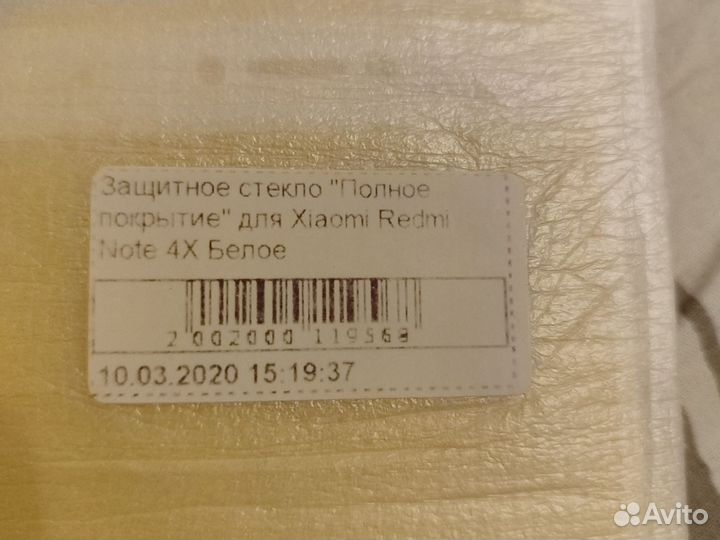 Защитное стекло "Полное
покрытие" для Xiaomi Redmi
Note 4X Белое
2 002000 119568
10.03.2020 15:19:37
Avito